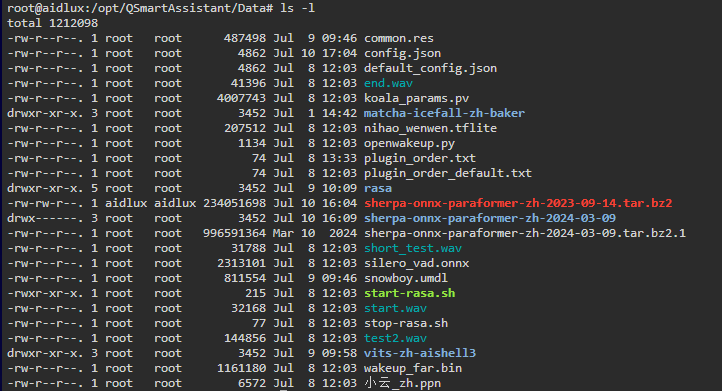 root@aidlux:/opt/QSmartAssistant/Data# ls -l
total 1212098
-rw-r--r--. 1 root   root      487498 Jul  9 09:46 common.res
-rw-r--r--. 1 root   root        4862 Jul 10 17:04 config.json
-rw-r--r--. 1 root   root        4862 Jul  8 12:03 default_config.json
-rw-r--r--. 1 root   root       41396 Jul  8 12:03 end.wav
-rw-r--r--. 1 root   root     4007743 Jul  8 12:03 koala_params.pv
drwxr-xr-x. 3 root   root        3452 Jul  1 14:42 matcha-icefall-zh-baker
-rw-r--r--. 1 root   root      207512 Jul  8 12:03 nihao_wenwen.tflite
-rw-r--r--. 1 root   root        1134 Jul  8 12:03 openwakeup.py
-rw-r--r--. 1 root   root          74 Jul  8 13:33 plugin_order.txt
-rw-r--r--. 1 root   root          74 Jul  8 12:03 plugin_order_default.txt
drwxr-xr-x. 5 root   root        3452 Jul  9 10:09 rasa
-rw-rw-r--. 1 aidlux aidlux 234051698 Jul 10 16:04 sherpa-onnx-paraformer-zh-2023-09-14.tar.bz2
drwx------. 3 root   root        3452 Jul 10 16:09 sherpa-onnx-paraformer-zh-2024-03-09
-rw-r--r--. 1 root   root   996591364 Mar 10  2024 sherpa-onnx-paraformer-zh-2024-03-09.tar.bz2.1
-rw-r--r--. 1 root   root       31788 Jul  8 12:03 short_test.wav
-rw-r--r--. 1 root   root     2313101 Jul  8 12:03 silero_vad.onnx
-rw-r--r--. 1 root   root      811554 Jul  9 09:46 snowboy.umdl
-rwxr-xr-x. 1 root   root         215 Jul  8 12:03 start-rasa.sh
-rw-r--r--. 1 root   root       32168 Jul  8 12:03 start.wav
-rw-r--r--. 1 root   root          77 Jul  8 12:03 stop-rasa.sh
-rw-r--r--. 1 root   root      144856 Jul  8 12:03 test2.wav
drwxr-xr-x. 3 root   root        3452 Jul  9 09:58 vits-zh-aishell3
-rw-r--r--. 1 root   root     1161180 Jul  8 12:03 wakeup_far.bin
-rw-r--r--. 1 root   root        6572 Jul  8 12:03 小云_zh.ppn